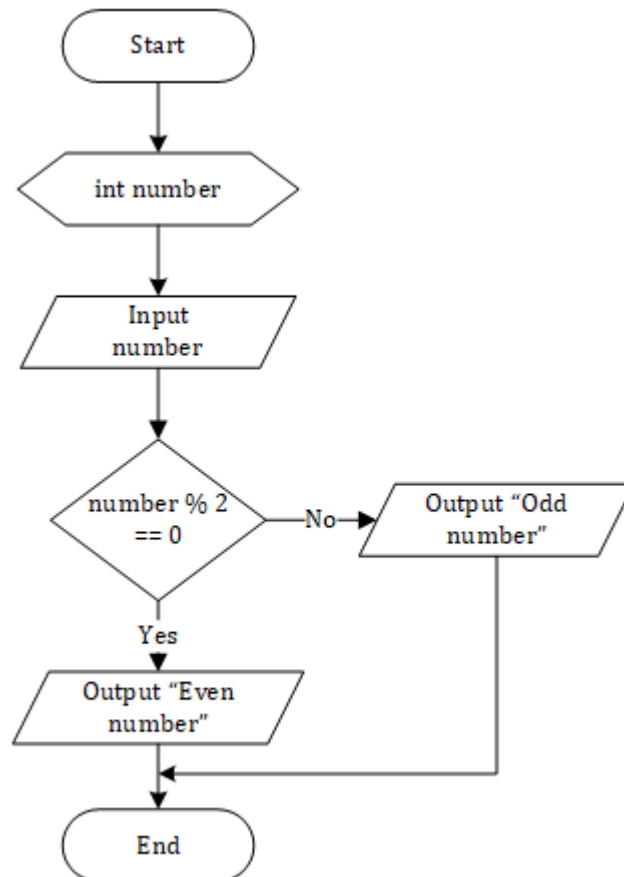 Start
int number
Input
number
number % 2
== 0
No
Output “Odd
number”
Yes
Output “Even
number”
End